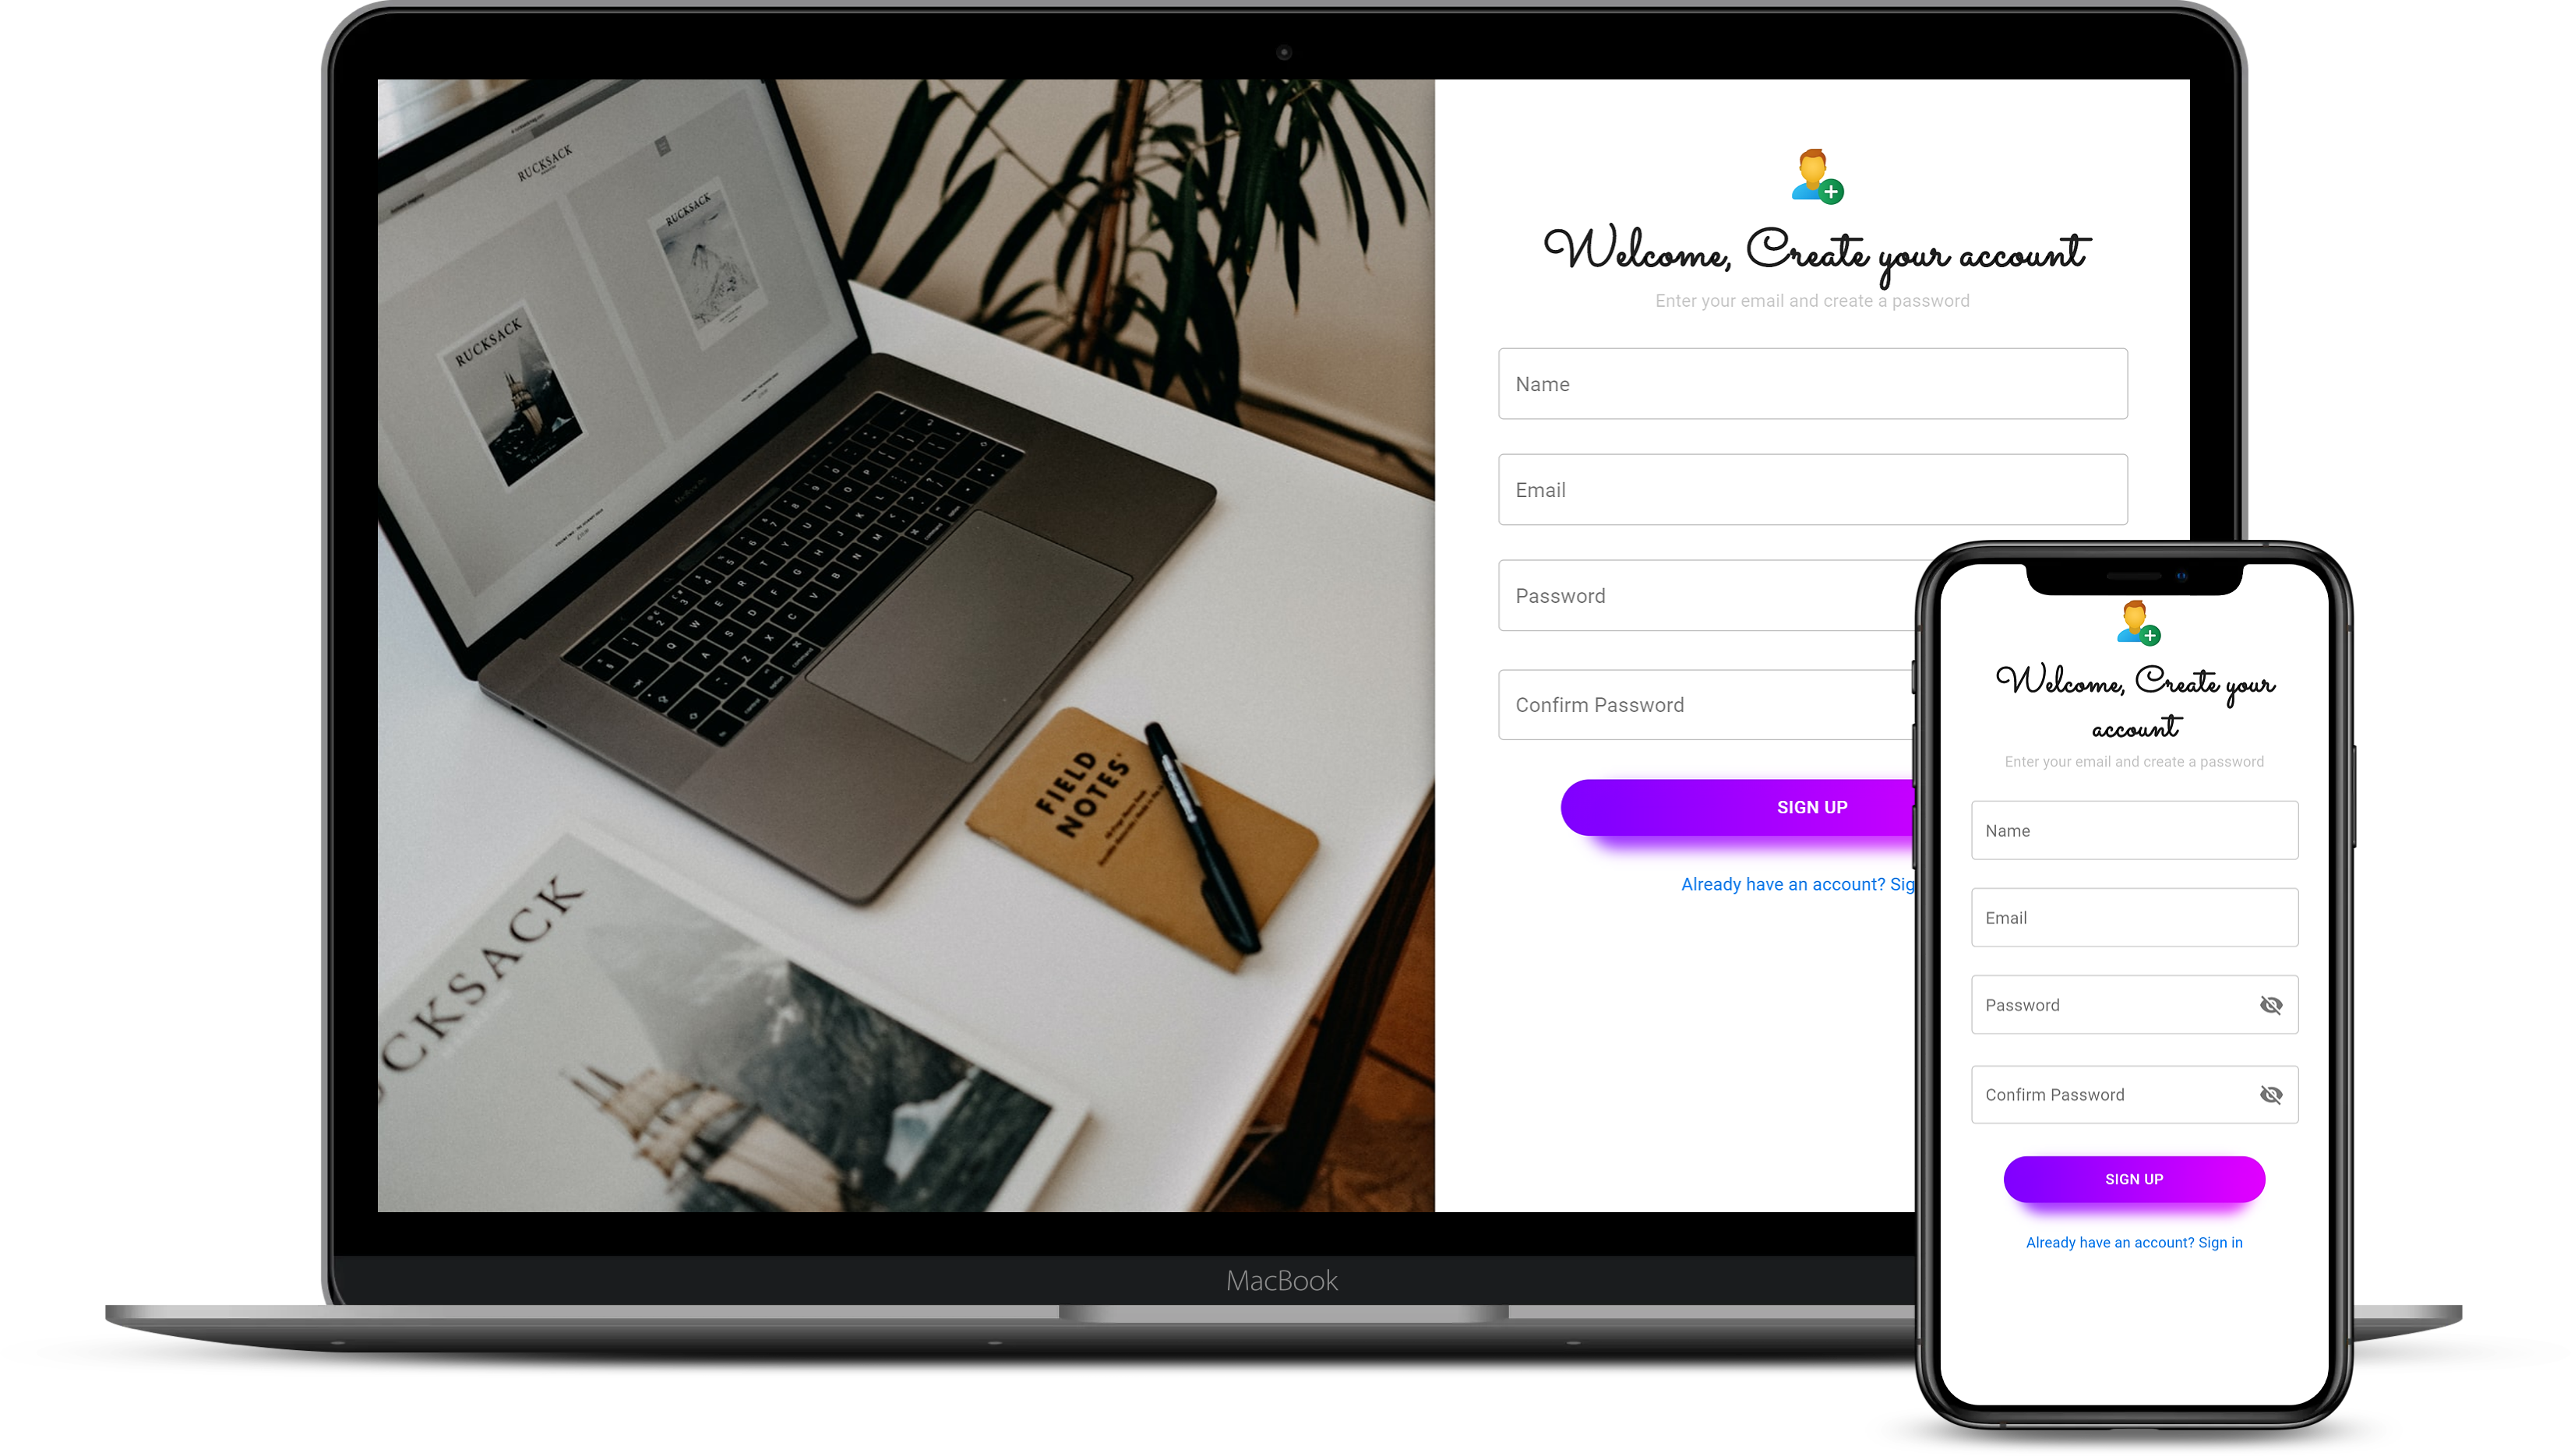 RUCKSACK
RUCKSACK
RUCKSACK
FIELD
NOTES
CKSACK
Welcome, Create your account
Enter your email and create a password
Name
Email
Password
Confirm Password
SIGN UP
Already have an account? Sig
MacBook
Welcome, Create your
account
Enter your email and create a password
Name
Email
Password
Confirm Password
SIGN UP
Already have an account? Sign in